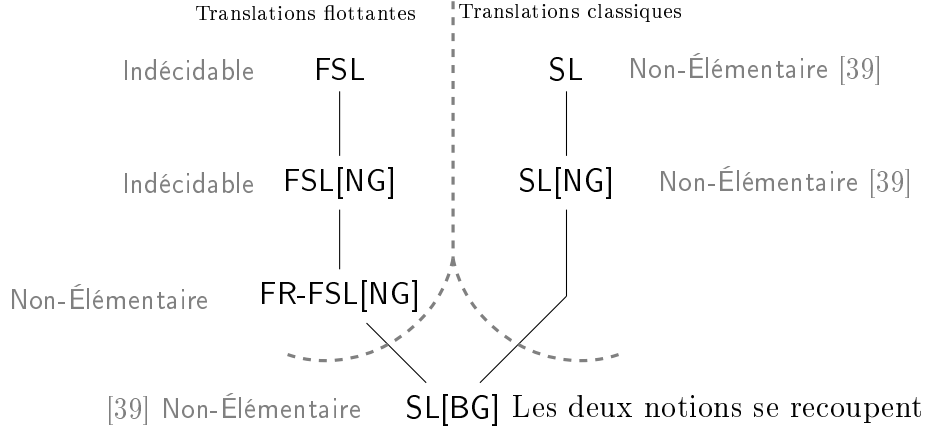 Translations flottantes Translations classiques
Indécidable FSL SL Non-Élémentaire [39]
Indécidable FSL[NG] SL[NG] Non-Élémentaire [39]
Non-Élémentaire FR-FSL[NG]
[39] Non-Élémentaire SL[BG] Les deux notions se recoupent